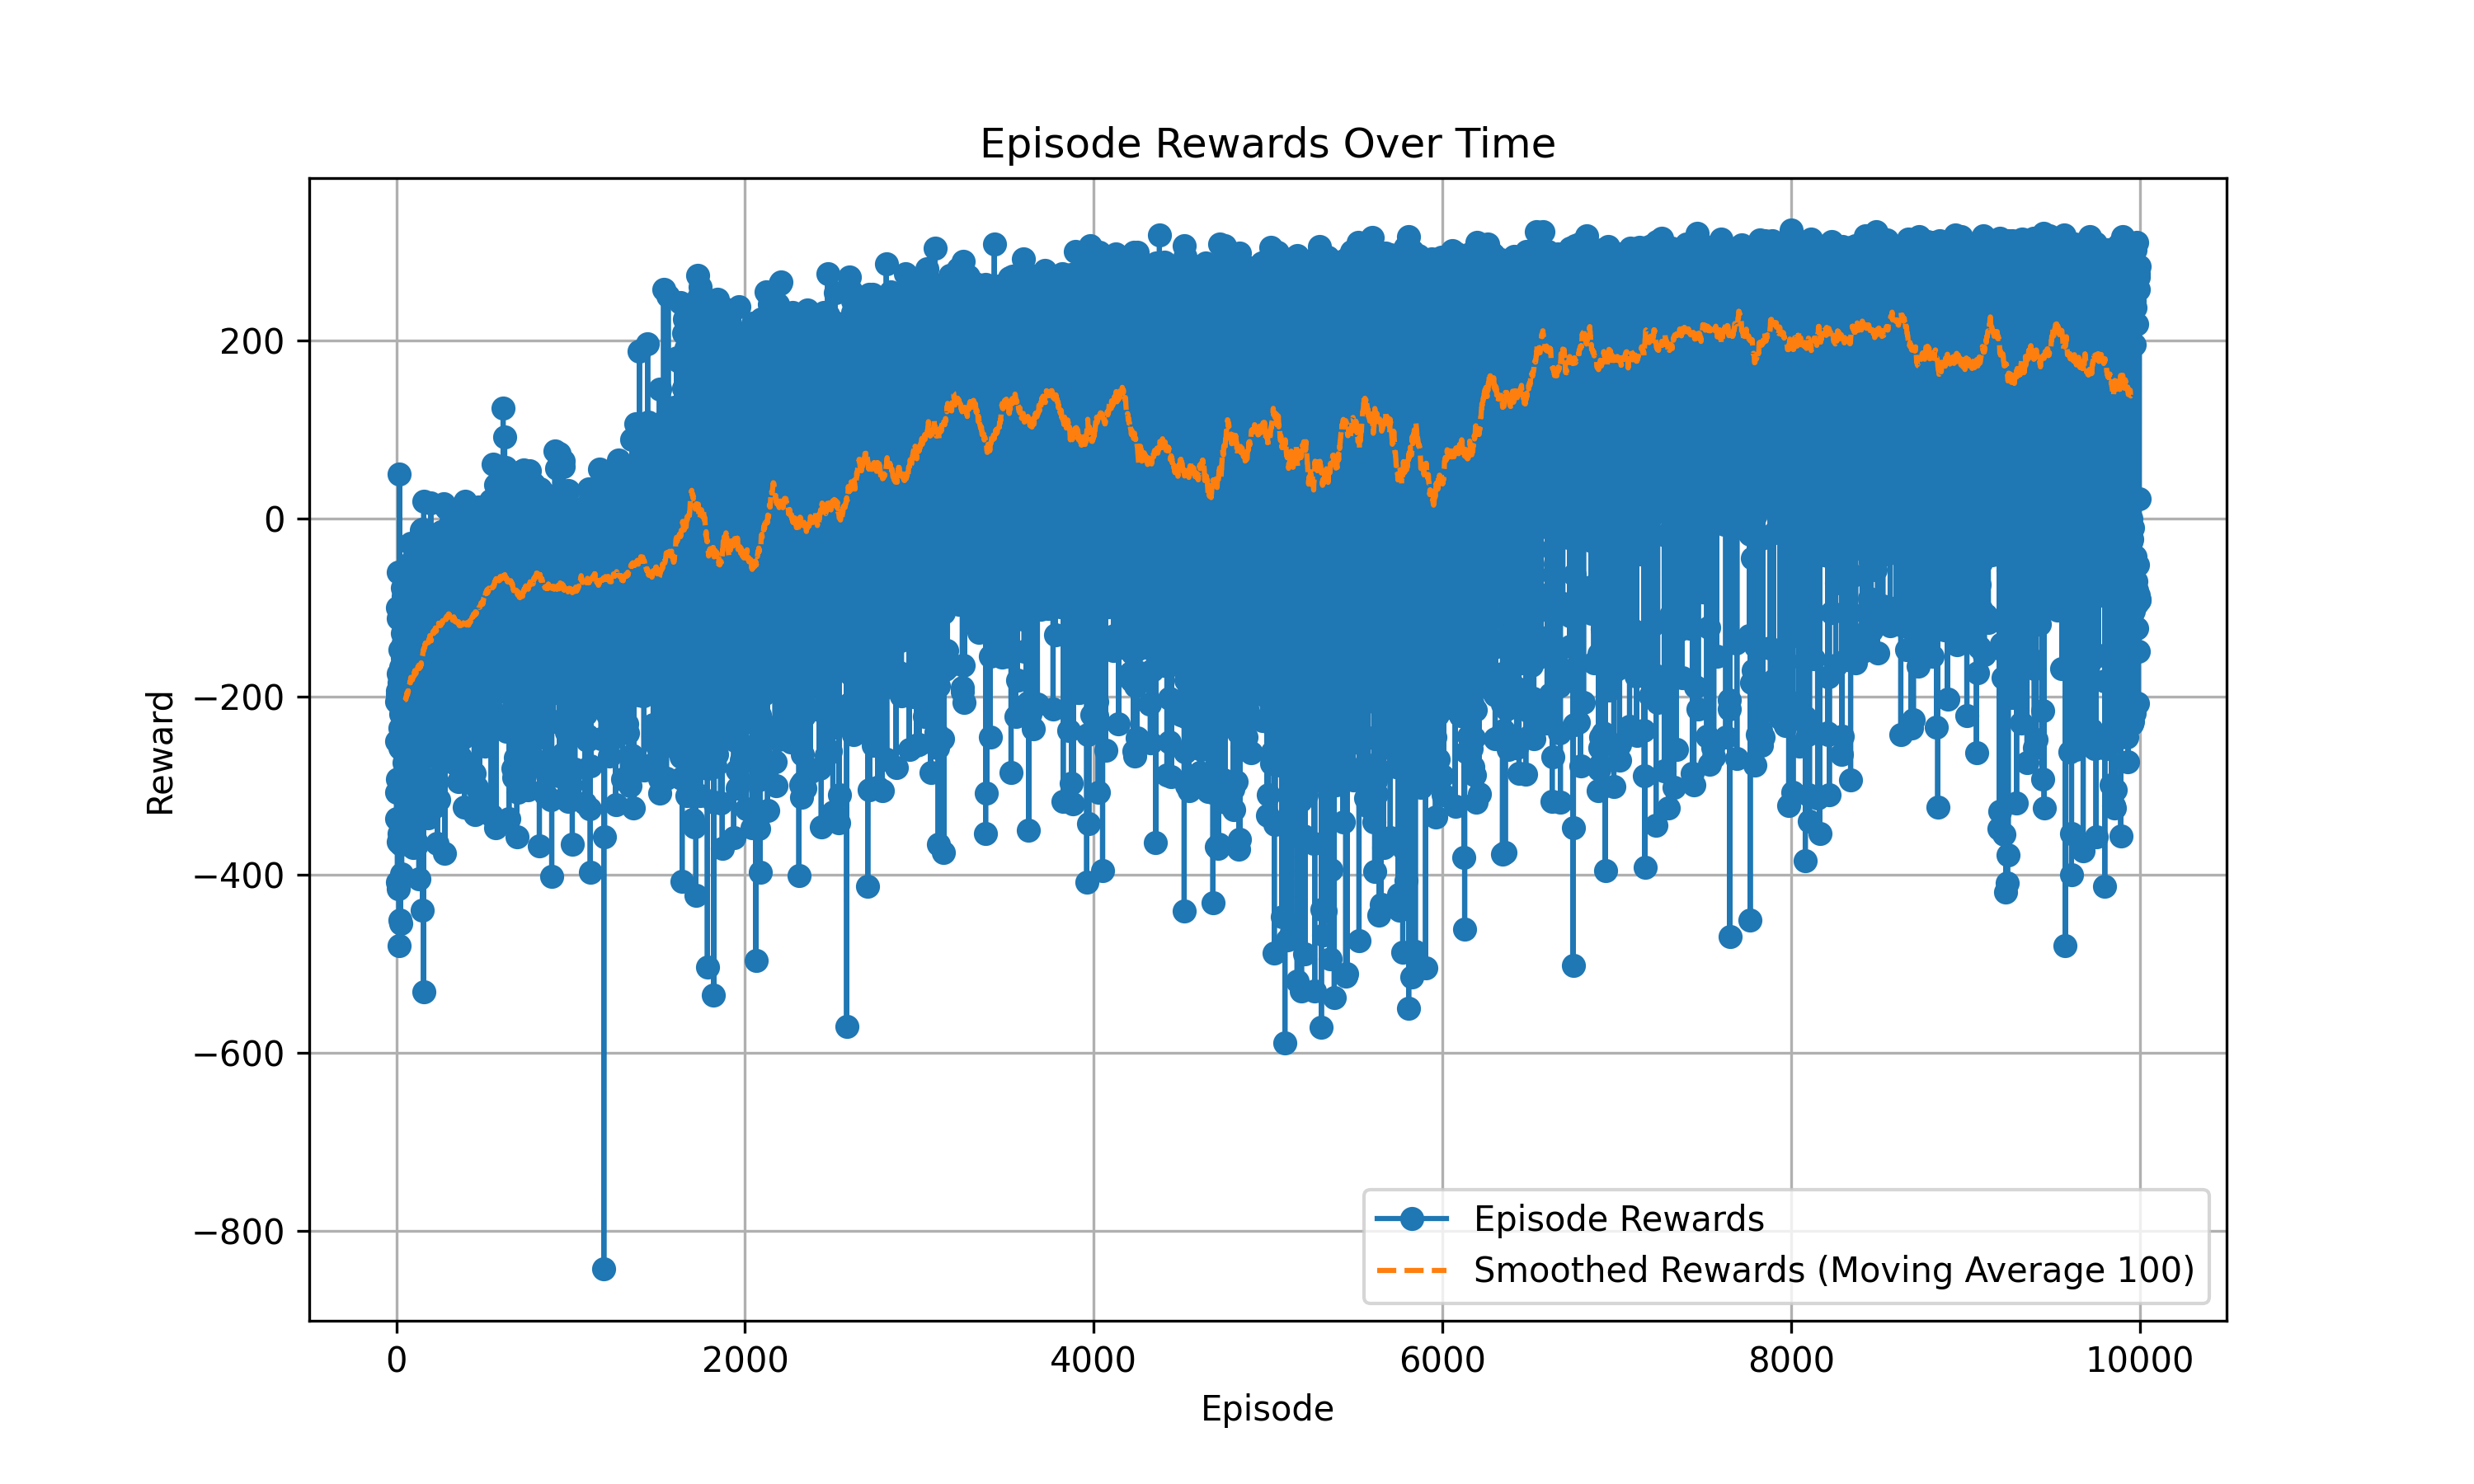 Episode Rewards Over Time
Reward
200
0
−200
−400
−600
−800
0
2000
4000
6000
8000
10000
Episode
Episode Rewards
Smoothed Rewards (Moving Average 100)